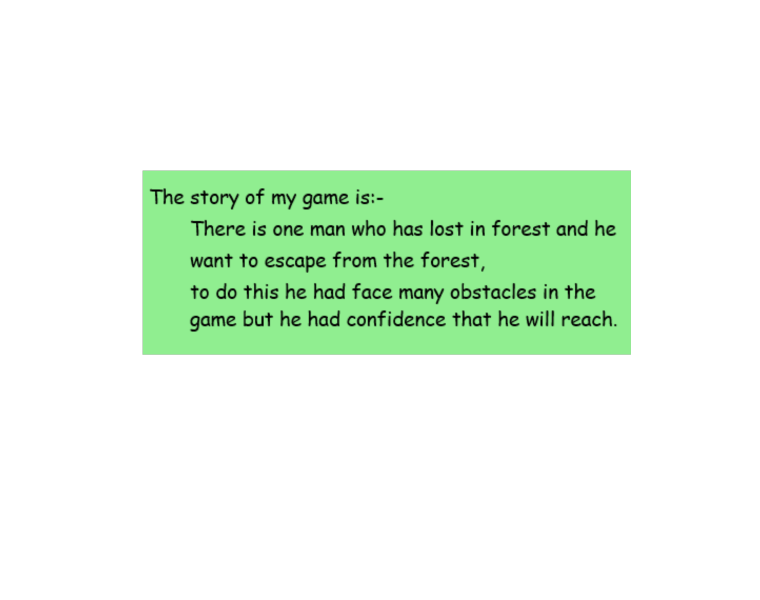 The story of my game is:-
There is one man who has lost in forest and he
want to escape from the forest,
to do this he had face many obstacles in the
game but he had confidence that he will reach.